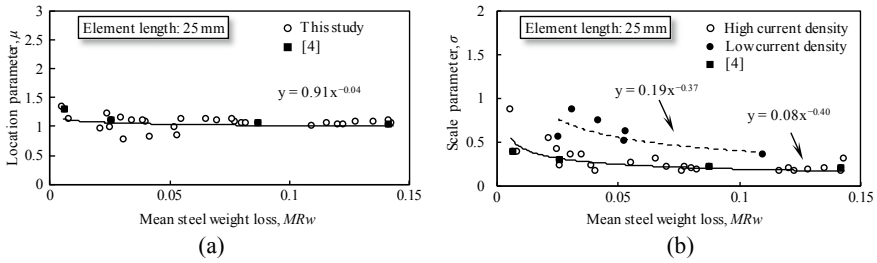 Element length: 25 mm
This study
[4]
y = 0.91x^−0.04
Location parameter, μ
3
2
1
0
0
0.05
0.1
0.15
Mean steel weight loss, MRw
(a)
Element length: 25 mm
High current density
Low current density
[4]
y = 0.19x^−0.37
y = 0.08x^−0.40
Scale parameter, σ
2
1.5
1
0.5
0
0
0.05
0.1
0.15
Mean steel weight loss, MRw
(b)